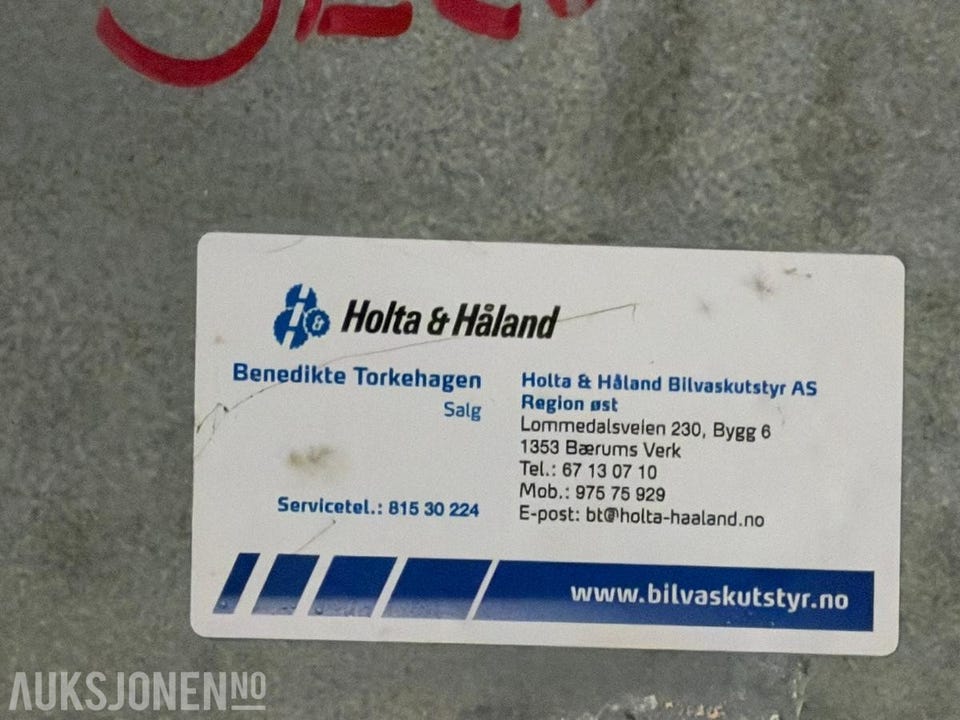 Holta & Håland
Benedikte Torkehagen
Salg
Servicetel.: 815 30 224
Holta & Håland Bilvaskutstyr AS
Region øst
Lommedalsveien 230, Bygg 6
1353 Bærums Verk
Tel.: 67 13 07 10
Mob.: 975 75 929
E-post: bt@holta-haaland.no
www.bilvaskutstyr.no
AUKSJONEN NO